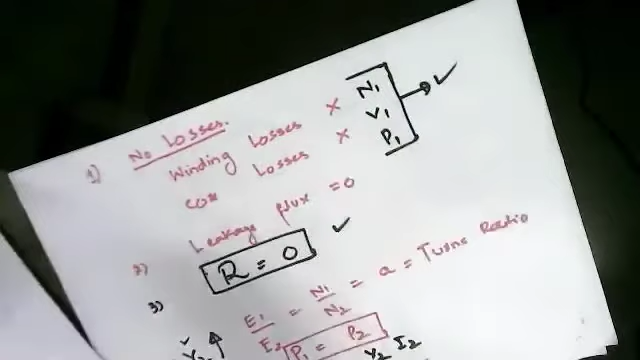 1) No Losses.
Winding Losses ×
Core Losses ×
N1
V1
P1
2) Leakage flux = 0
3) R = 0
E1/E2 = N1/N2 = a = Turns Ratio
P1 = P2
V2 I2